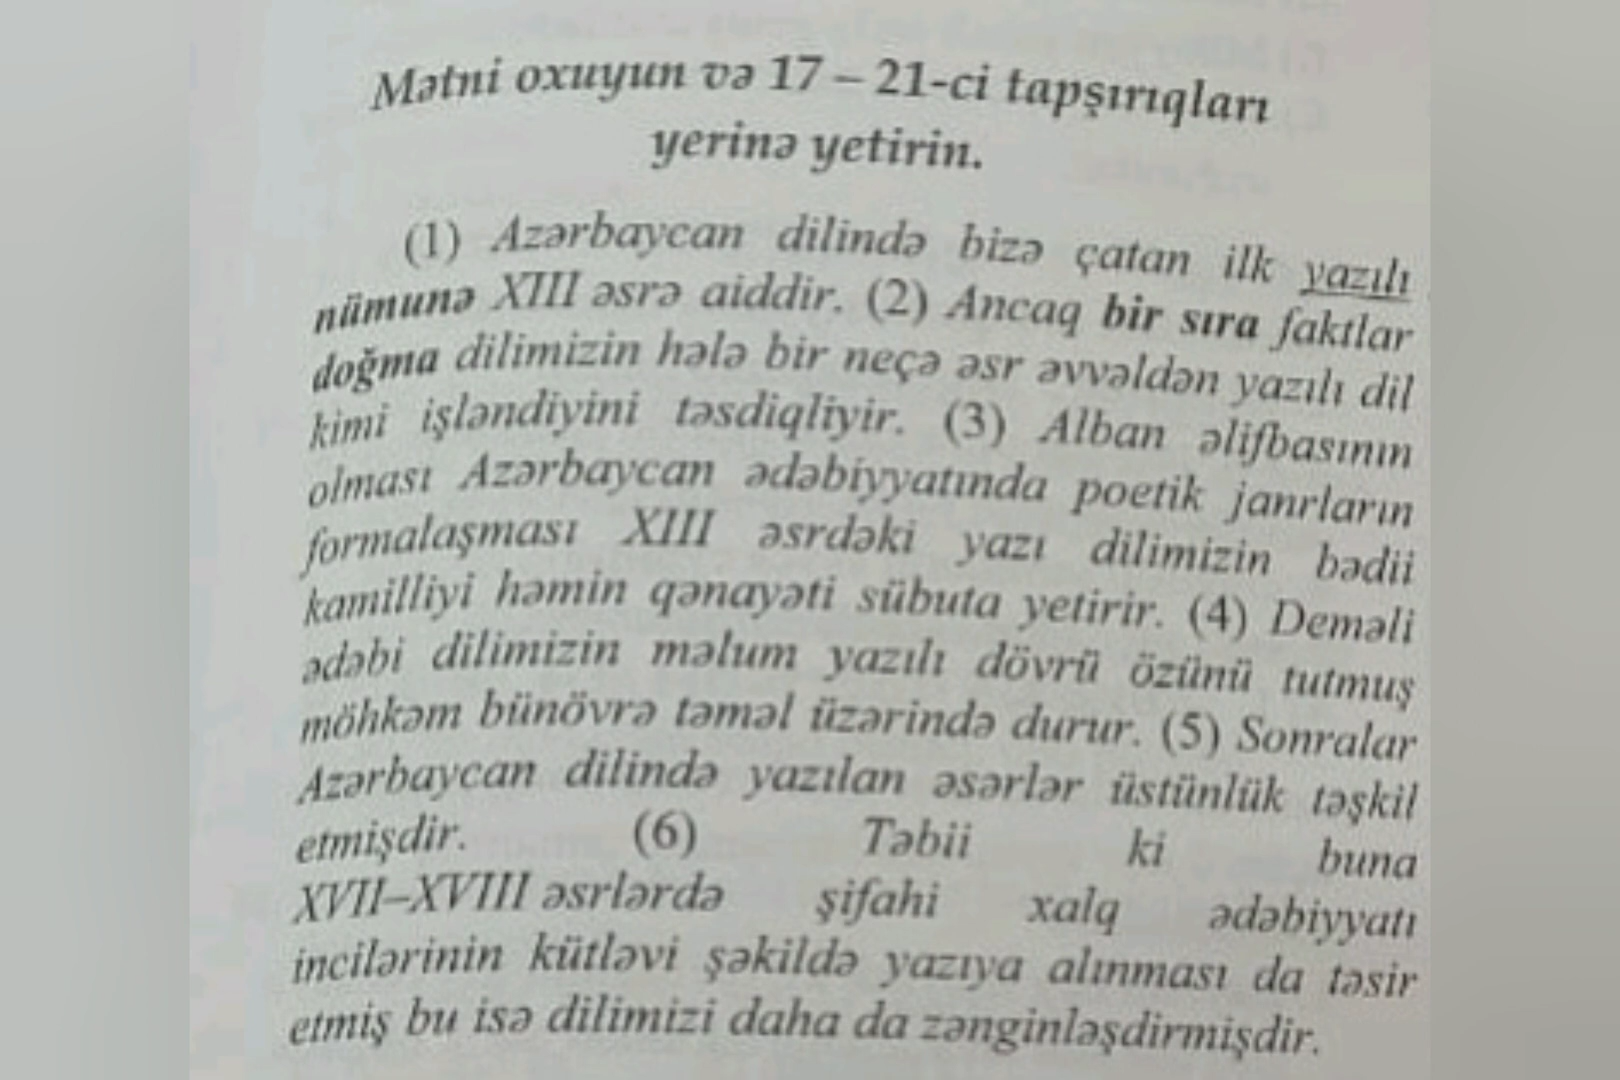 Mətni oxuyun və 17 – 21-ci tapşırıqları
yerinə yetirin.
(1) Azərbaycan dilində bizə çatan ilk yazılı
nümunə XIII əsrə aiddir. (2) Ancaq bir sıra faktlar
doğma dilimizin hələ bir neçə əsr əvvəldən yazılı dil
kimi işləndiyini təsdiqliyir. (3) Alban əlifbasının
olması Azərbaycan ədəbiyyatında poetik janrların
formalaşması XIII əsrdəki yazı dilimizin bədii
kamilliyi həmin qənayəti sübuta yetirir. (4) Deməli
ədəbi dilimizin məlum yazılı dövrü özünü tutmuş
möhkəm bünövrə təməl üzərində durur. (5) Sonralar
Azərbaycan dilində yazılan əsərlər üstünlük təşkil
etmişdir. (6) Təbii ki buna
XVII–XVIII əsrlərdə şifahi xalq ədəbiyyatı
incilərinin kütləvi şəkildə yazıya alınması da təsir
etmiş bu isə dilimizi daha da zənginləşdirmişdir.